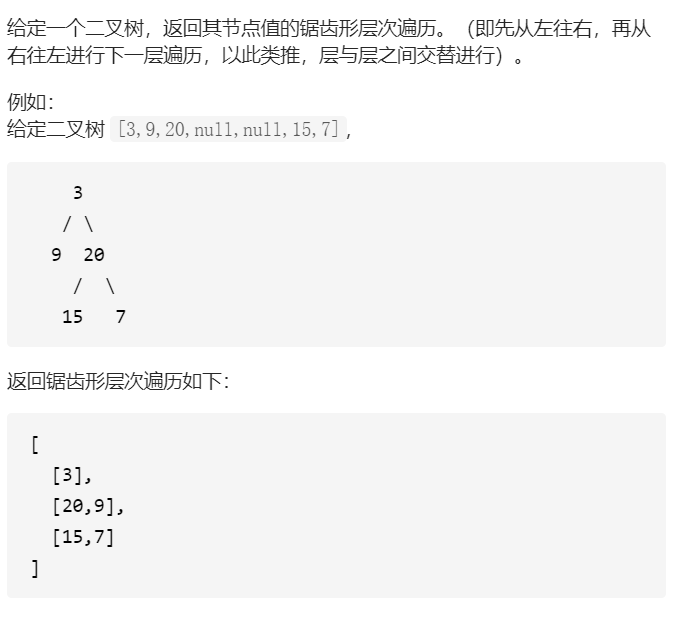 给定一个二叉树，返回其节点值的锯齿形层次遍历。（即先从左往右，再从
右往左进行下一层遍历，以此类推，层与层之间交替进行）。
例如：
给定二叉树 [3,9,20,null,null,15,7],
3
/ \
9 20
/ \
15 7
返回锯齿形层次遍历如下：
[
[3],
[20,9],
[15,7]
]